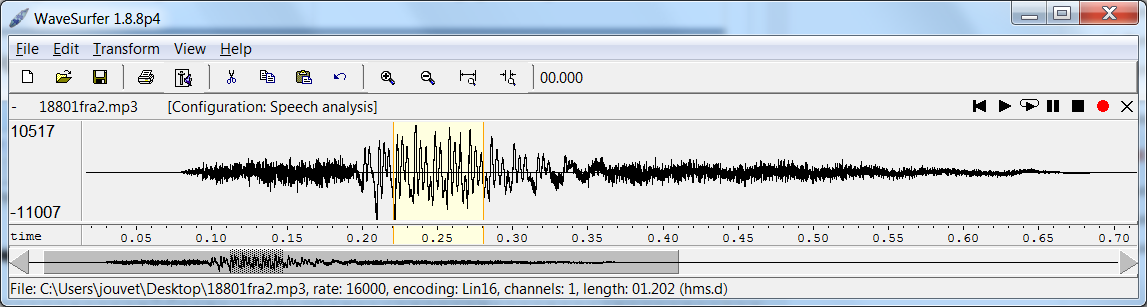 WaveSurfer 1.8.8p4
File Edit Transform View Help
00.000
- 18801fra2.mp3 [Configuration: Speech analysis]
10517
-11007
time 0.05 0.10 0.15 0.20 0.25 0.30 0.35 0.40 0.45 0.50 0.55 0.60 0.65 0.70
File: C:\Users\jouvet\Desktop\18801fra2.mp3, rate: 16000, encoding: Lin16, channels: 1, length: 01.202 (hms.d)